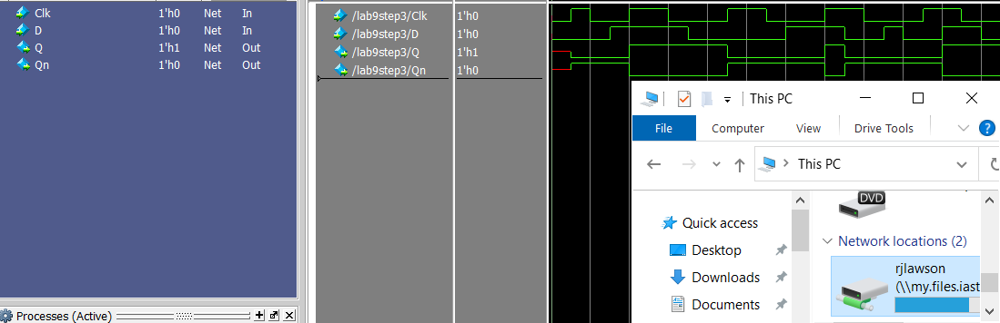 Clk 1'h0 Net In
D 1'h0 Net In
Q 1'h1 Net Out
Qn 1'h0 Net Out
/lab9step3/Clk 1'h0
/lab9step3/D 1'h0
/lab9step3/Q 1'h1
/lab9step3/Qn 1'h0
This PC
File Computer View Drive Tools
This PC
DVD
Quick access
Desktop
Downloads
Documents
Network locations (2)
rjlawson
(\\my.files.iast
Processes (Active)